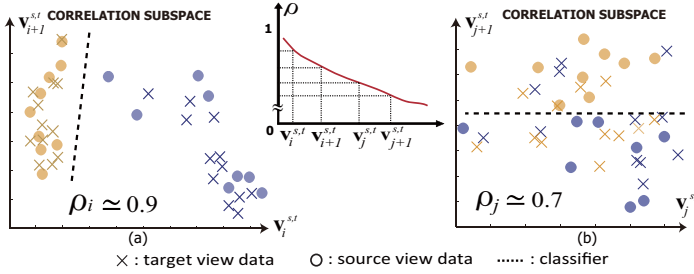 CORRELATION SUBSPACE
v_{i+1}^{s,t}
ρ_i ≃ 0.9
v_i^{s,t}
(a)
ρ
1
0
v_i^{s,t} v_{i+1}^{s,t} v_j^{s,t} v_{j+1}^{s,t}
CORRELATION SUBSPACE
v_{j+1}^{s,t}
ρ_j ≃ 0.7
v_j^s
(b)
× : target view data ○ : source view data ⋯⋯ : classifier